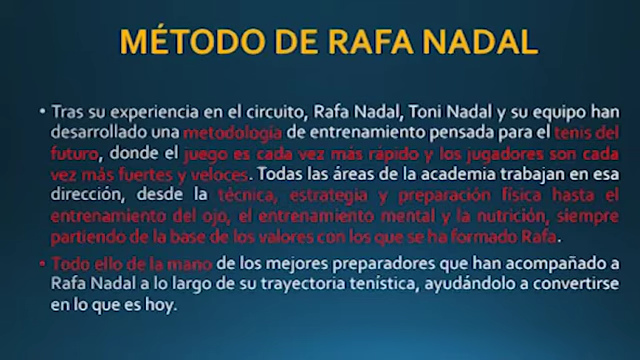 MÉTODO DE RAFA NADAL
• Tras su experiencia en el circuito, Rafa Nadal, Toni Nadal y su equipo han
desarrollado una metodología de entrenamiento pensada para el tenis del
futuro, donde el juego es cada vez más rápido y los jugadores son cada
vez más fuertes y veloces. Todas las áreas de la academia trabajan en esa
dirección, desde la técnica, estrategia y preparación física hasta el
entrenamiento del ojo, el entrenamiento mental y la nutrición, siempre
partiendo de la base de los valores con los que se ha formado Rafa.
• Todo ello de la mano de los mejores preparadores que han acompañado a
Rafa Nadal a lo largo de su trayectoria tenística, ayudándolo a convertirse
en lo que es hoy.